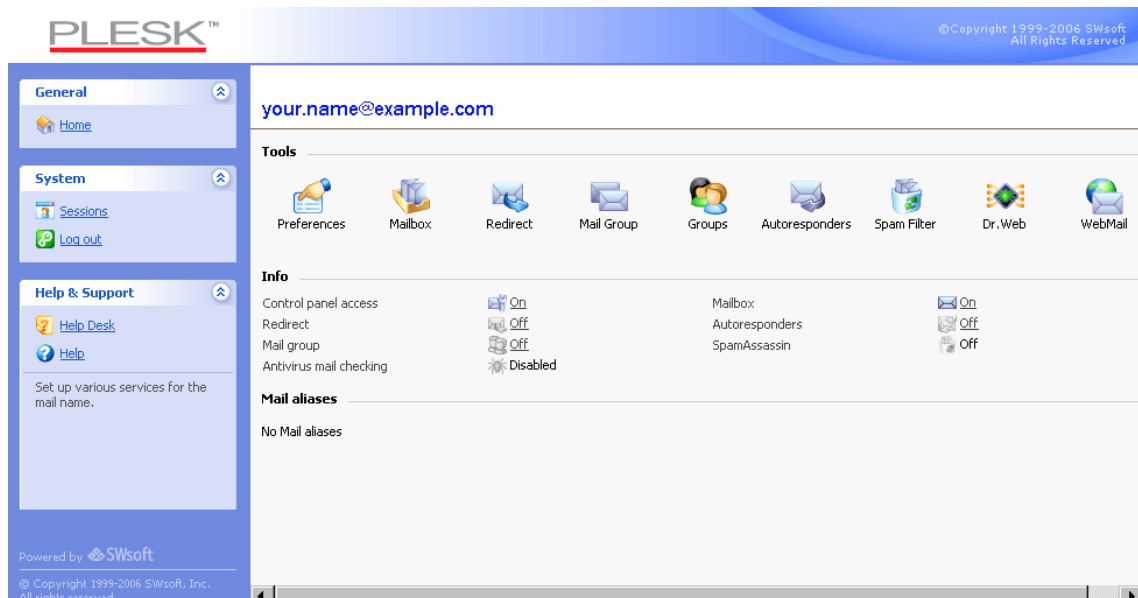 PLESK™
©Copyright 1999-2006 SWsoft
All Rights Reserved
General
Home
System
Sessions
Log out
Help & Support
Help Desk
Help
Set up various services for the
mail name.
Powered by SWsoft
© Copyright 1999-2006 SWsoft, Inc.
All rights reserved
your.name@example.com
Tools
Preferences Mailbox Redirect Mail Group Groups Autoresponders Spam Filter Dr.Web WebMail
Info
Control panel access On Mailbox On
Redirect Off Autoresponders Off
Mail group Off SpamAssassin Off
Antivirus mail checking Disabled
Mail aliases
No Mail aliases